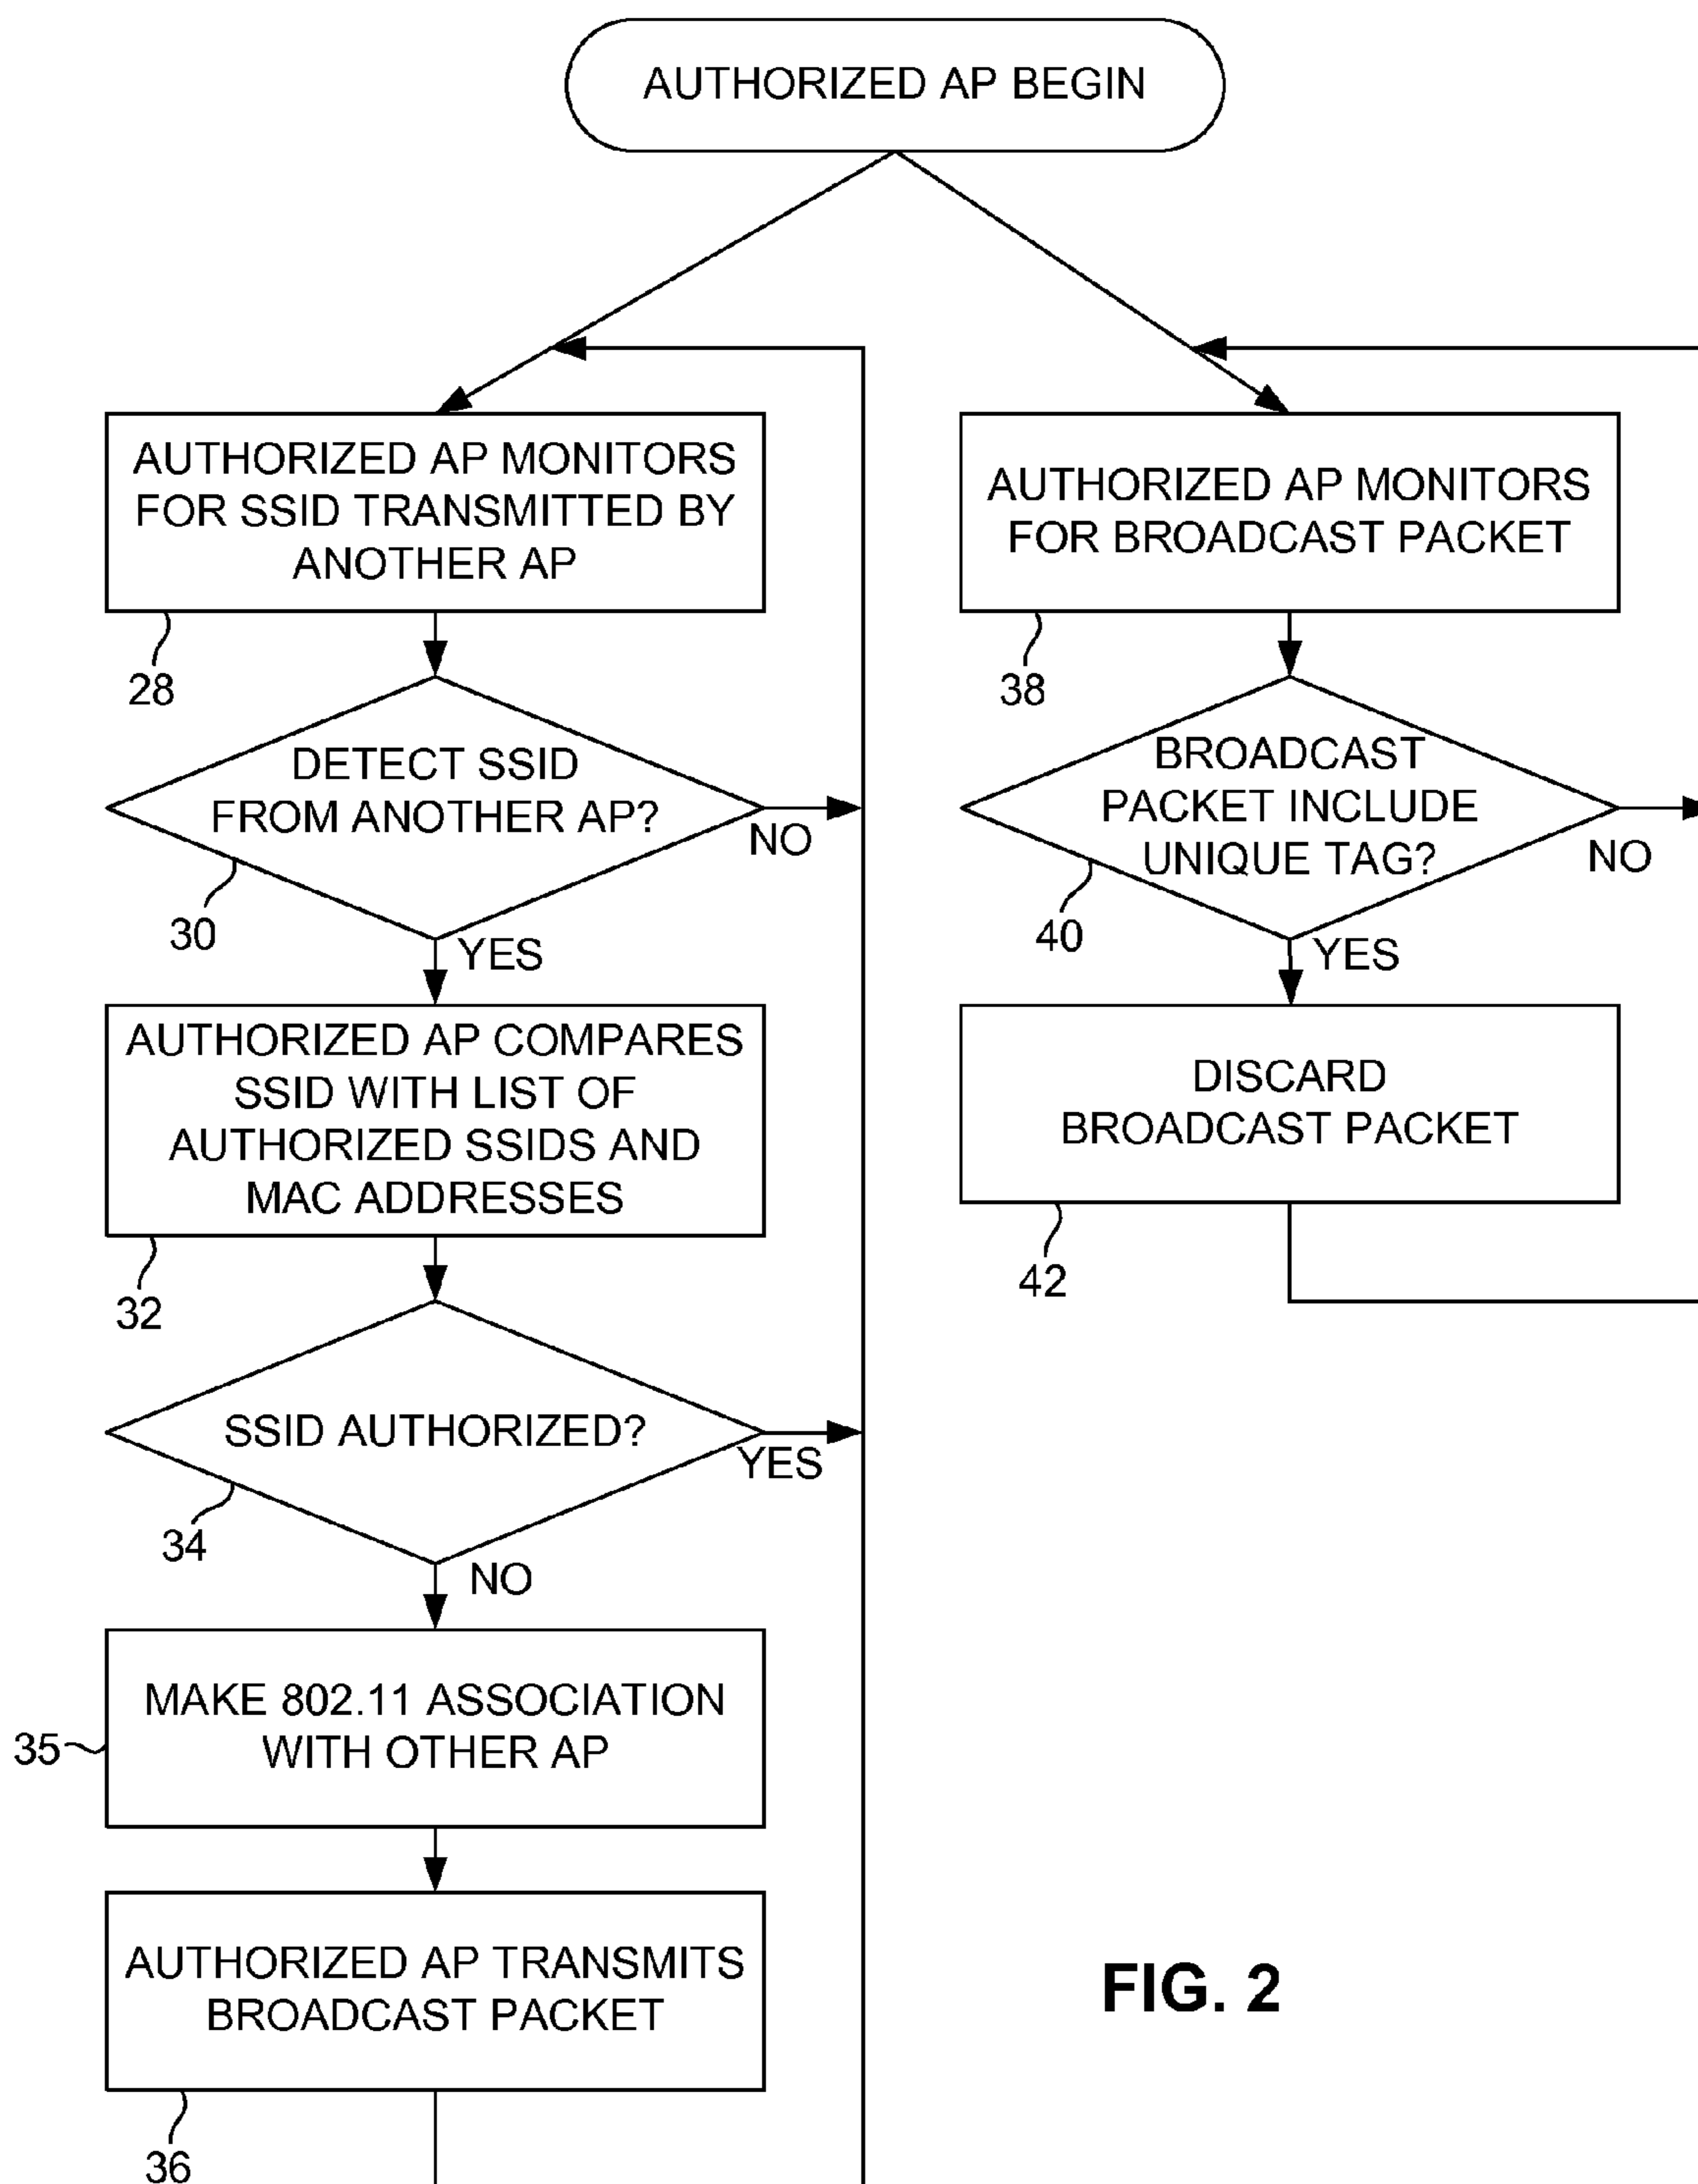 AUTHORIZED AP BEGIN
AUTHORIZED AP MONITORS
FOR SSID TRANSMITTED BY
ANOTHER AP
28
DETECT SSID
FROM ANOTHER AP?
NO
30
YES
AUTHORIZED AP COMPARES
SSID WITH LIST OF
AUTHORIZED SSIDS AND
MAC ADDRESSES
32
SSID AUTHORIZED?
YES
34
NO
MAKE 802.11 ASSOCIATION
WITH OTHER AP
35
AUTHORIZED AP TRANSMITS
BROADCAST PACKET
36
AUTHORIZED AP MONITORS
FOR BROADCAST PACKET
38
BROADCAST
PACKET INCLUDE
UNIQUE TAG?
NO
40
YES
DISCARD
BROADCAST PACKET
42
FIG. 2